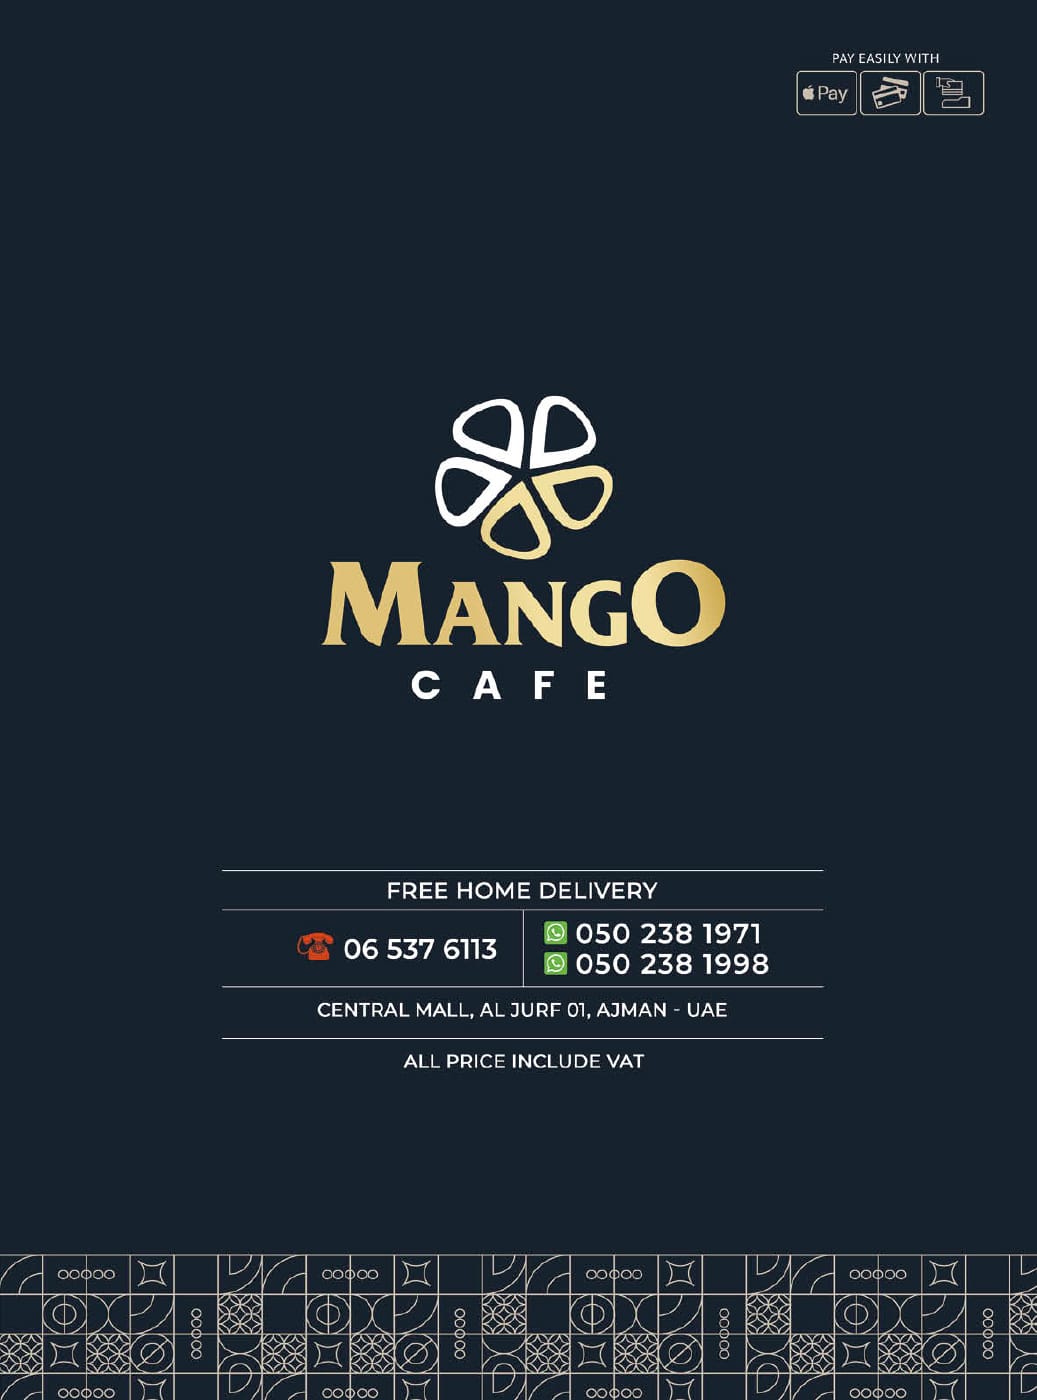 PAY EASILY WITH
Pay
MANGO
CAFE
FREE HOME DELIVERY
06 537 6113
050 238 1971
050 238 1998
CENTRAL MALL, AL JURF 01, AJMAN - UAE
ALL PRICE INCLUDE VAT